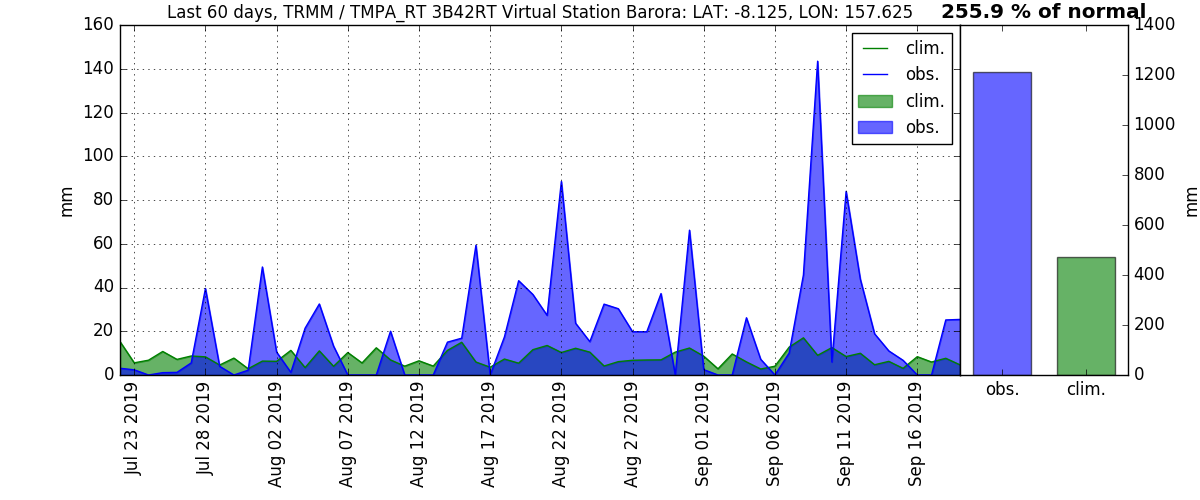 Last 60 days, TRMM / TMPA_RT 3B42RT Virtual Station Barora: LAT: -8.125, LON: 157.625
255.9 % of normal
160
140
120
100
80
60
40
20
0
mm
clim.
obs.
clim.
obs.
1400
1200
1000
800
600
400
200
0
mm
Jul 23 2019
Jul 28 2019
Aug 02 2019
Aug 07 2019
Aug 12 2019
Aug 17 2019
Aug 22 2019
Aug 27 2019
Sep 01 2019
Sep 06 2019
Sep 11 2019
Sep 16 2019
obs.
clim.